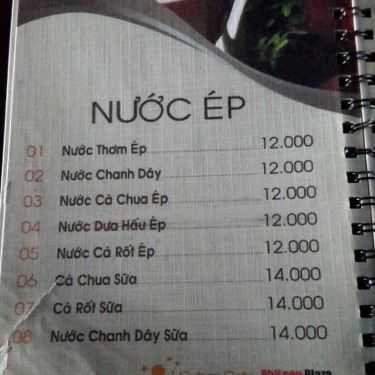 NƯỚC ÉP
01 Nước Thơm Ép 12.000
02 Nước Chanh Dây 12.000
03 Nước Cà Chua Ép 12.000
04 Nước Dưa Hấu Ép 12.000
05 Nước Cà Rốt Ép 12.000
06 Cà Chua Sữa 14.000
07 Cà Rốt Sữa 14.000
08 Nước Chanh Dây Sữa 14.000
Plaza